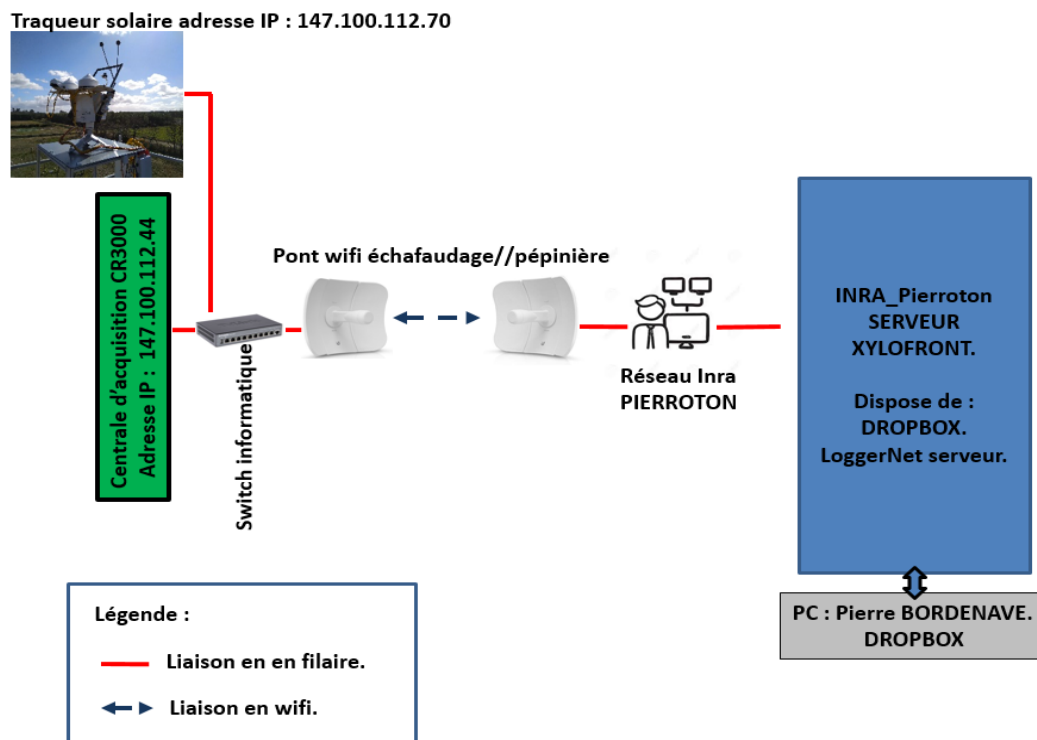 Traqueur solaire adresse IP : 147.100.112.70
Centrale d'acquisition CR3000
Adresse IP : 147.100.112.44
Switch informatique
Pont wifi échafaudage//pépinière
Réseau Inra
PIERROTON
INRA_Pierroton
SERVEUR
XYLOFRONT.
Dispose de :
DROPBOX.
LoggerNet serveur.
PC : Pierre BORDENAVE.
DROPBOX
Légende :
Liaison en en filaire.
Liaison en wifi.